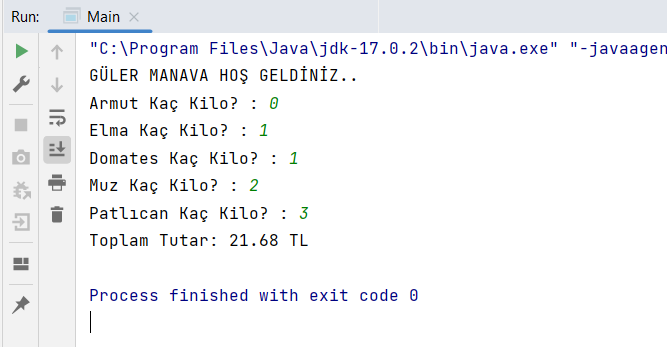 Run: Main
"C:\Program Files\Java\jdk-17.0.2\bin\java.exe" "-javaagen
GÜLER MANAVA HOŞ GELDİNİZ..
Armut Kaç Kilo? : 0
Elma Kaç Kilo? : 1
Domates Kaç Kilo? : 1
Muz Kaç Kilo? : 2
Patlıcan Kaç Kilo? : 3
Toplam Tutar: 21.68 TL
Process finished with exit code 0